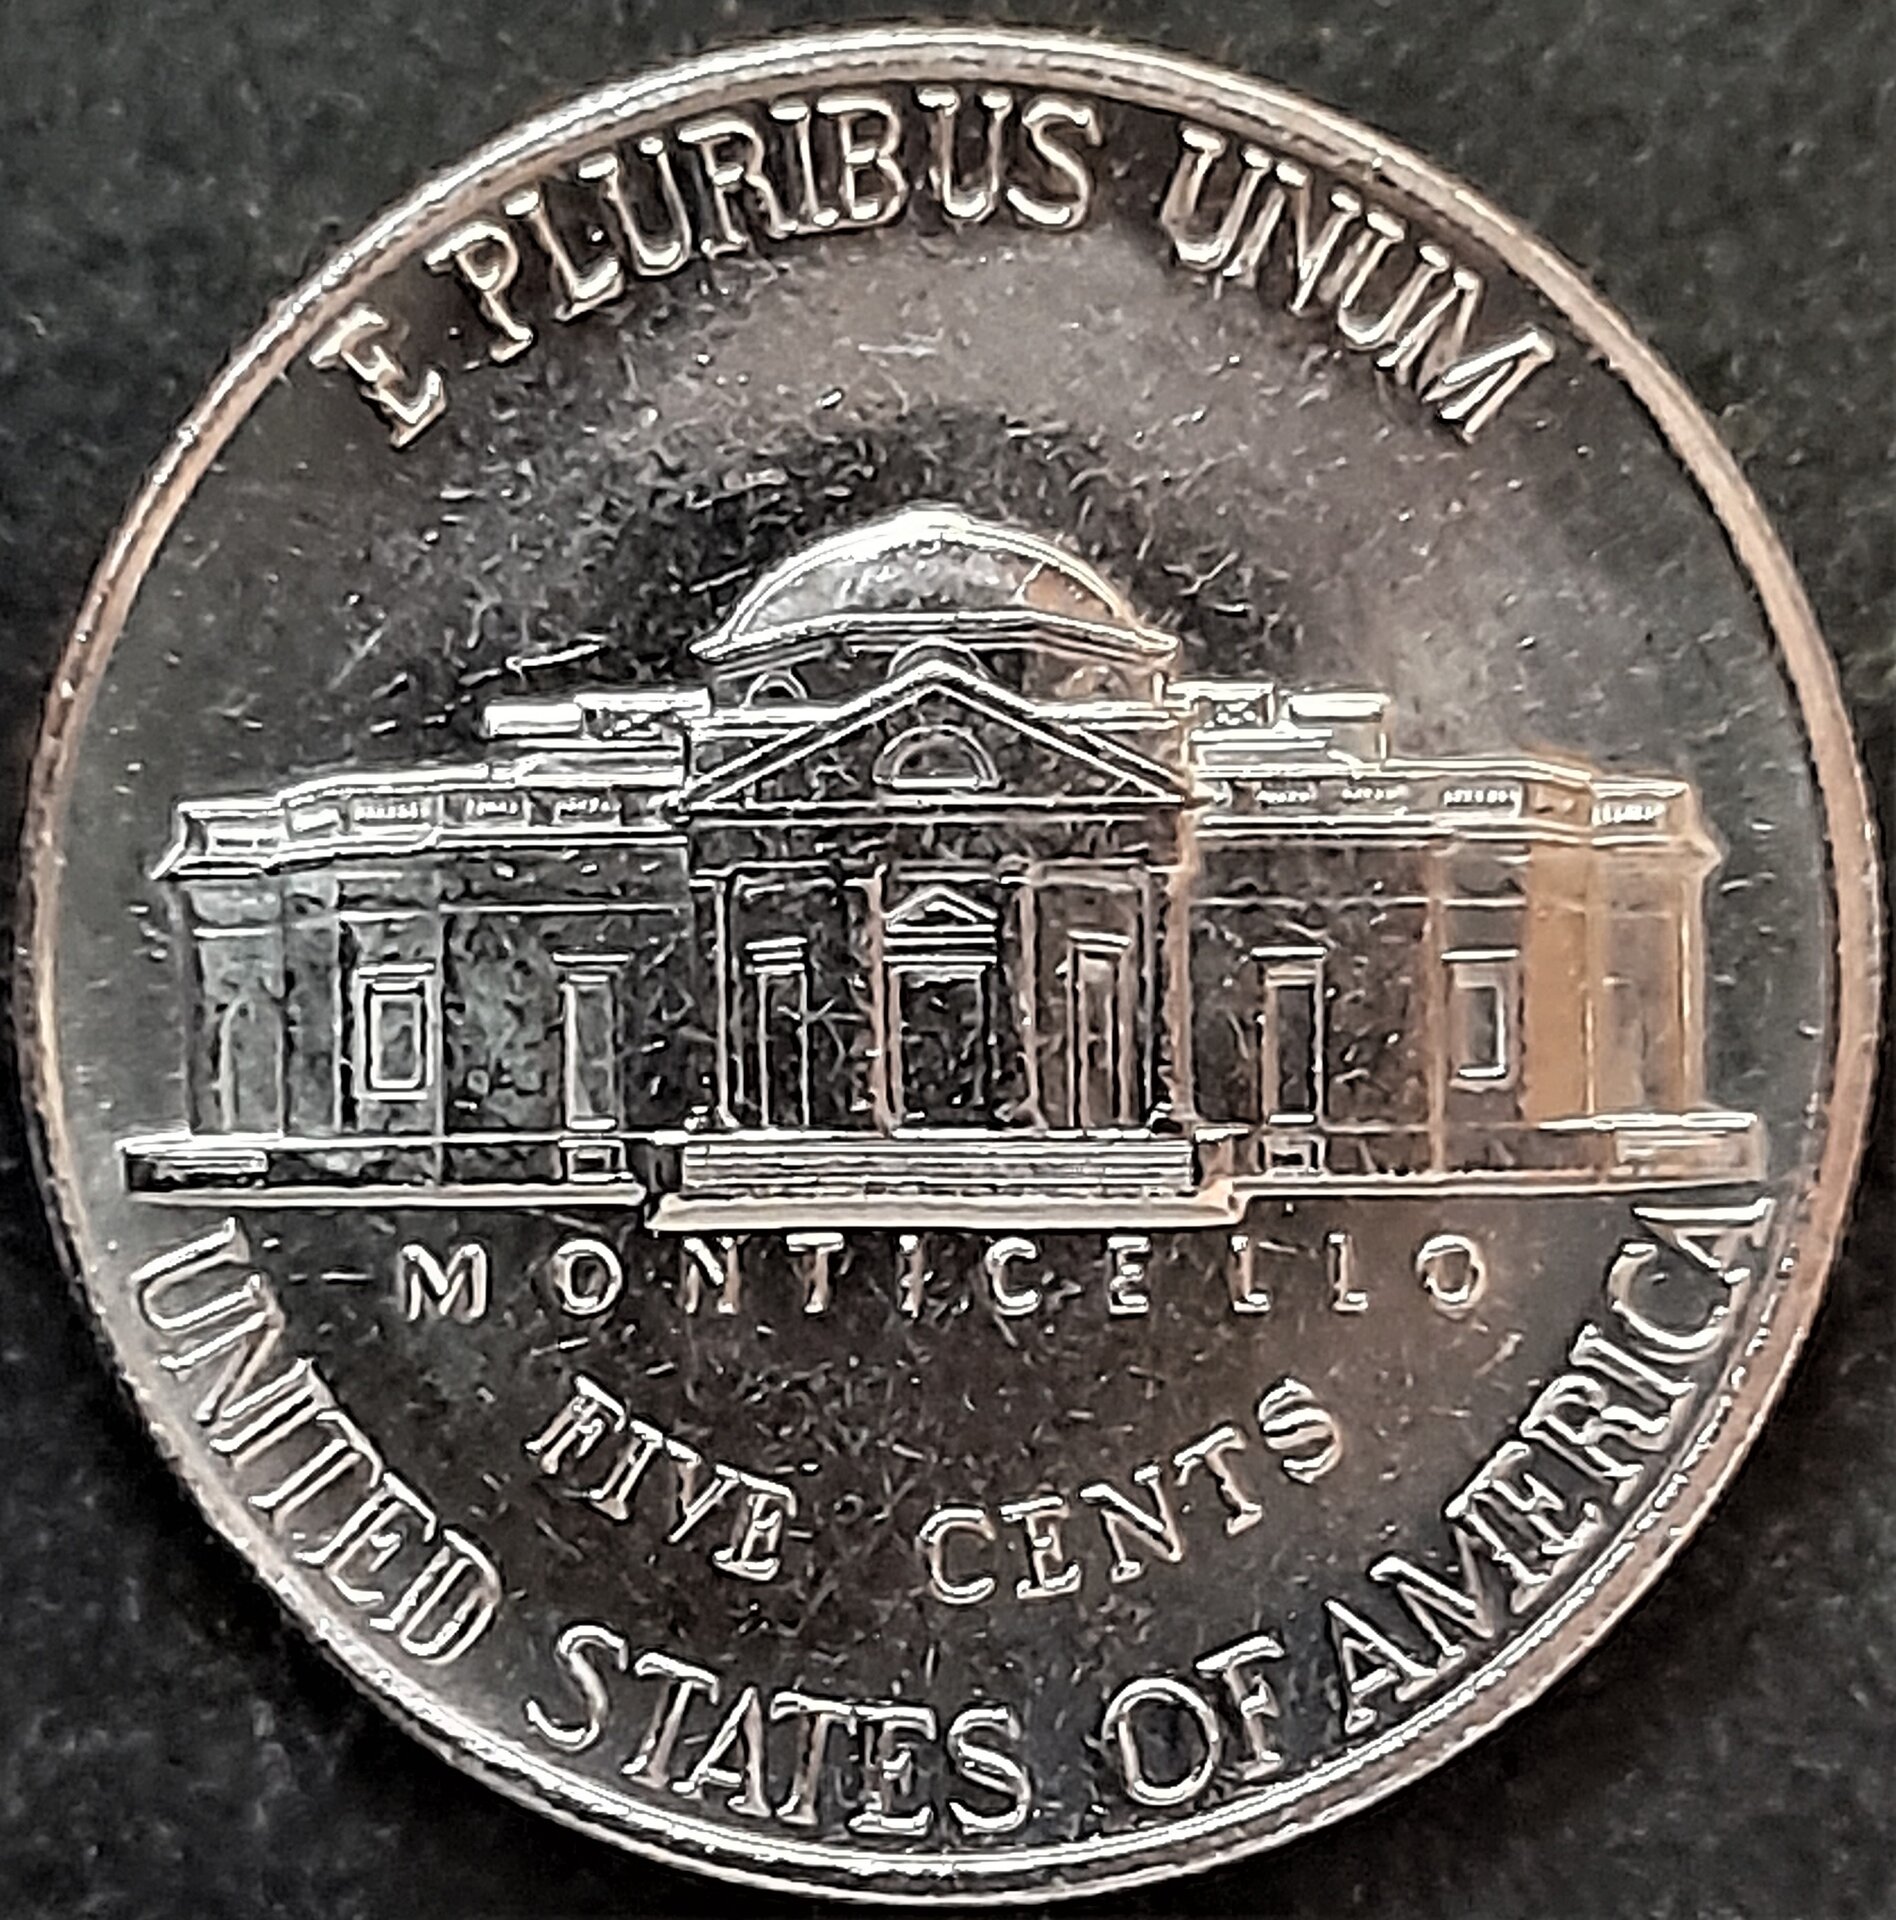 E PLURIBUS UNUM
MONTICELLO
FIVE CENTS
UNITED STATES OF AMERICA